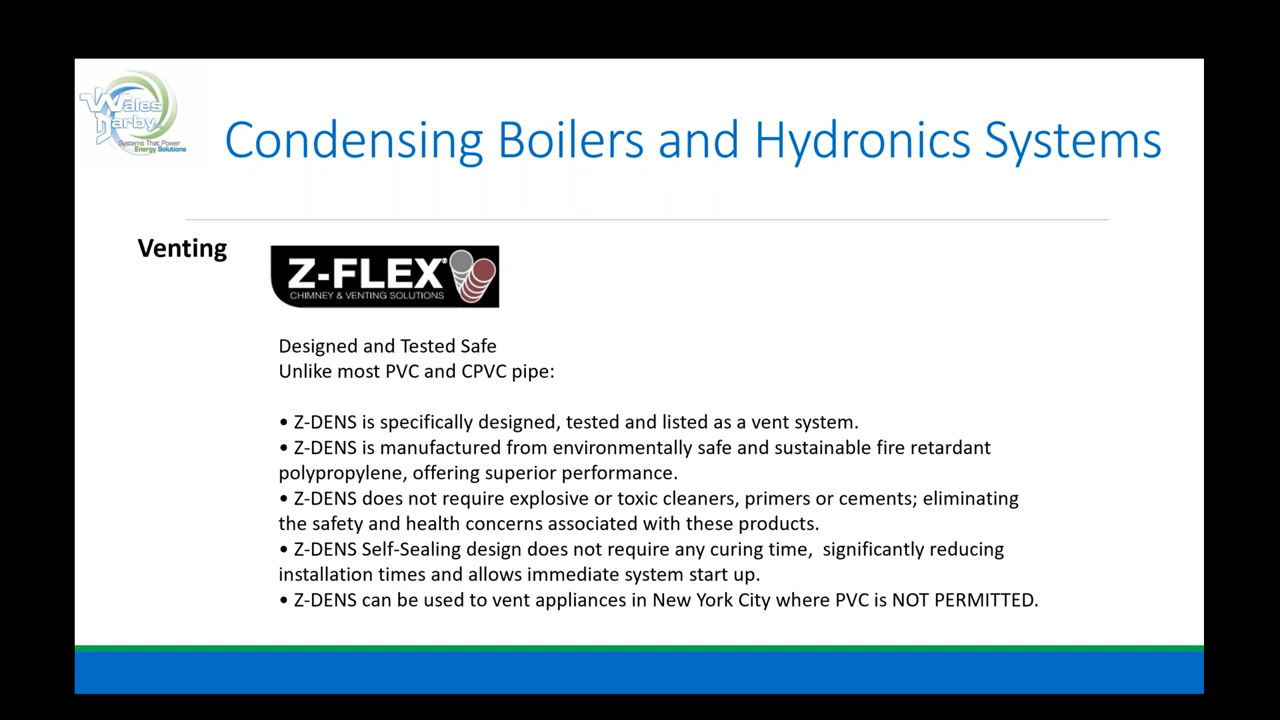 Wales Darby
Systems That Power
Energy Solutions
Condensing Boilers and Hydronics Systems
Venting
Z-FLEX®
CHIMNEY & VENTING SOLUTIONS
Designed and Tested Safe
Unlike most PVC and CPVC pipe:
• Z-DENS is specifically designed, tested and listed as a vent system.
• Z-DENS is manufactured from environmentally safe and sustainable fire retardant
polypropylene, offering superior performance.
• Z-DENS does not require explosive or toxic cleaners, primers or cements; eliminating
the safety and health concerns associated with these products.
• Z-DENS Self-Sealing design does not require any curing time,  significantly reducing
installation times and allows immediate system start up.
• Z-DENS can be used to vent appliances in New York City where PVC is NOT PERMITTED.